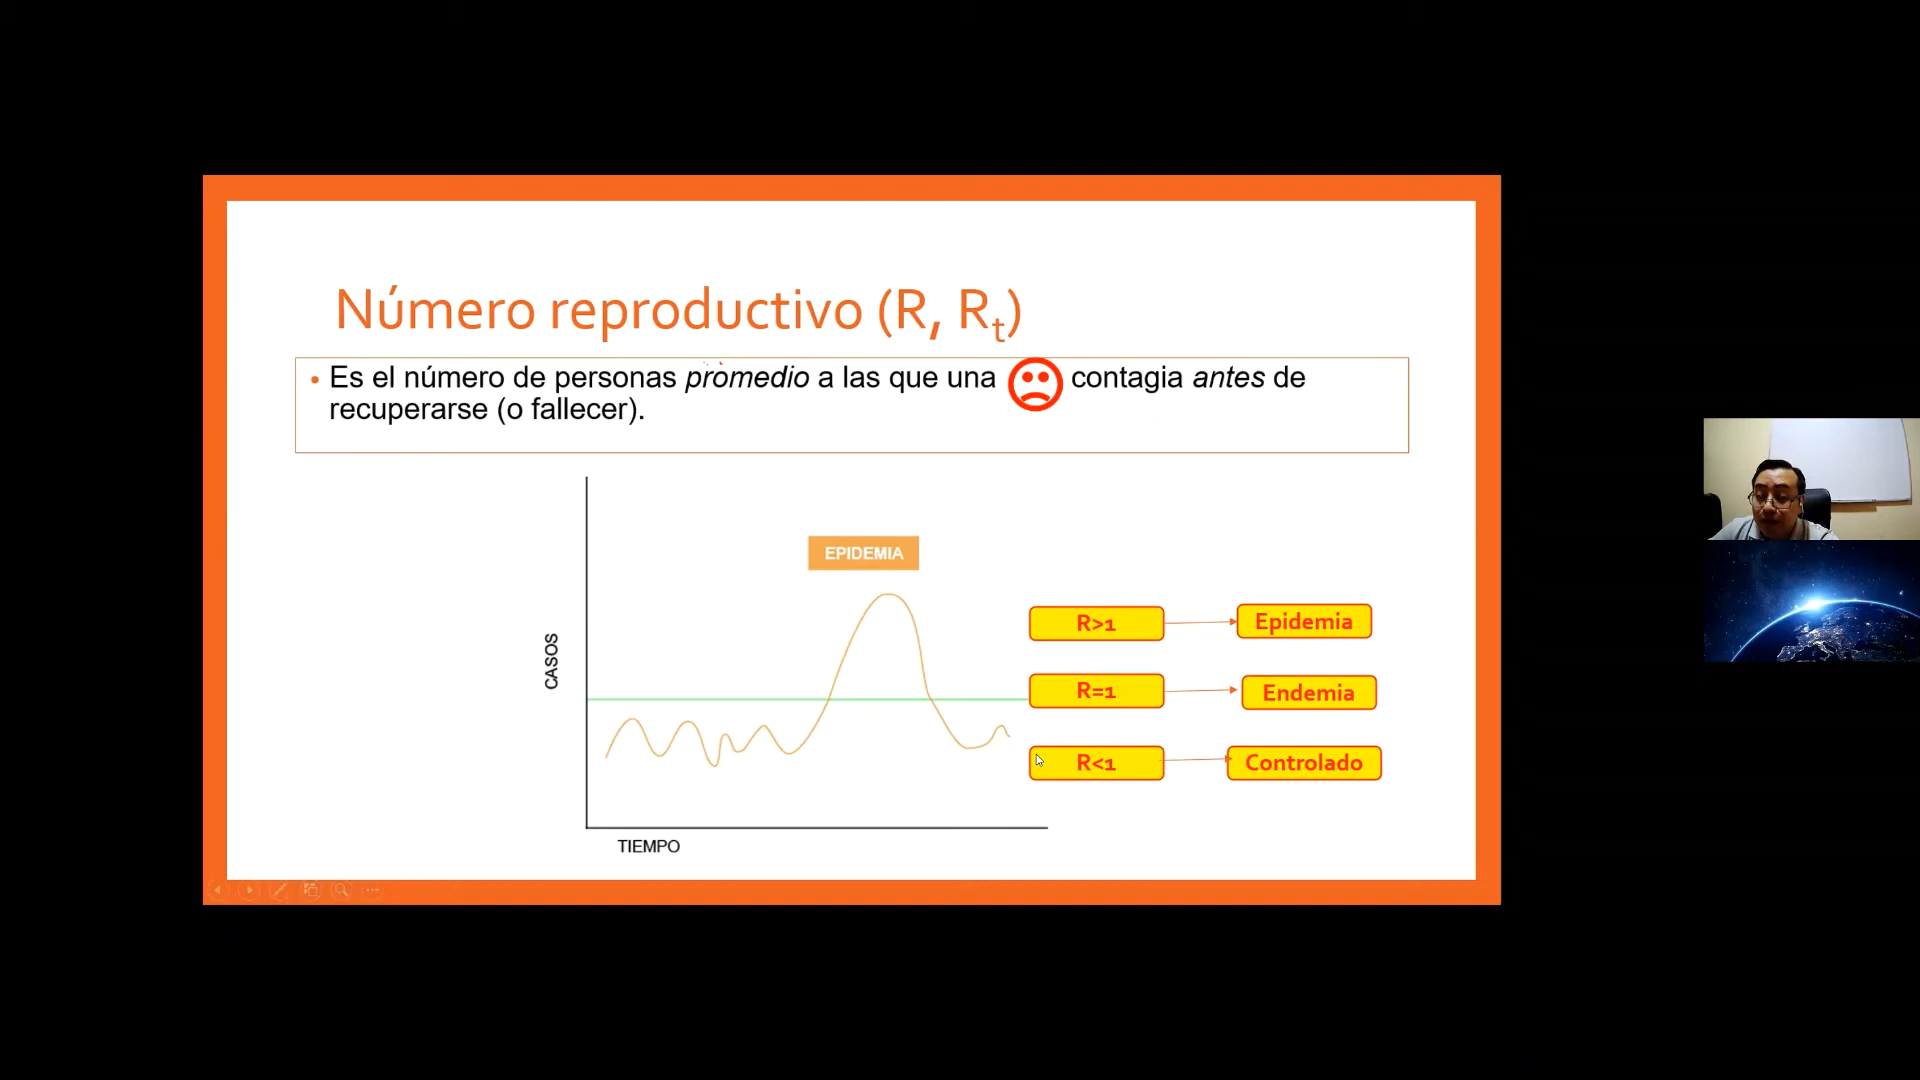 Número reproductivo (R, Rt)
• Es el número de personas promedio a las que una contagia antes de
recuperarse (o fallecer).
EPIDEMIA
CASOS
TIEMPO
R>1
Epidemia
R=1
Endemia
R<1
Controlado